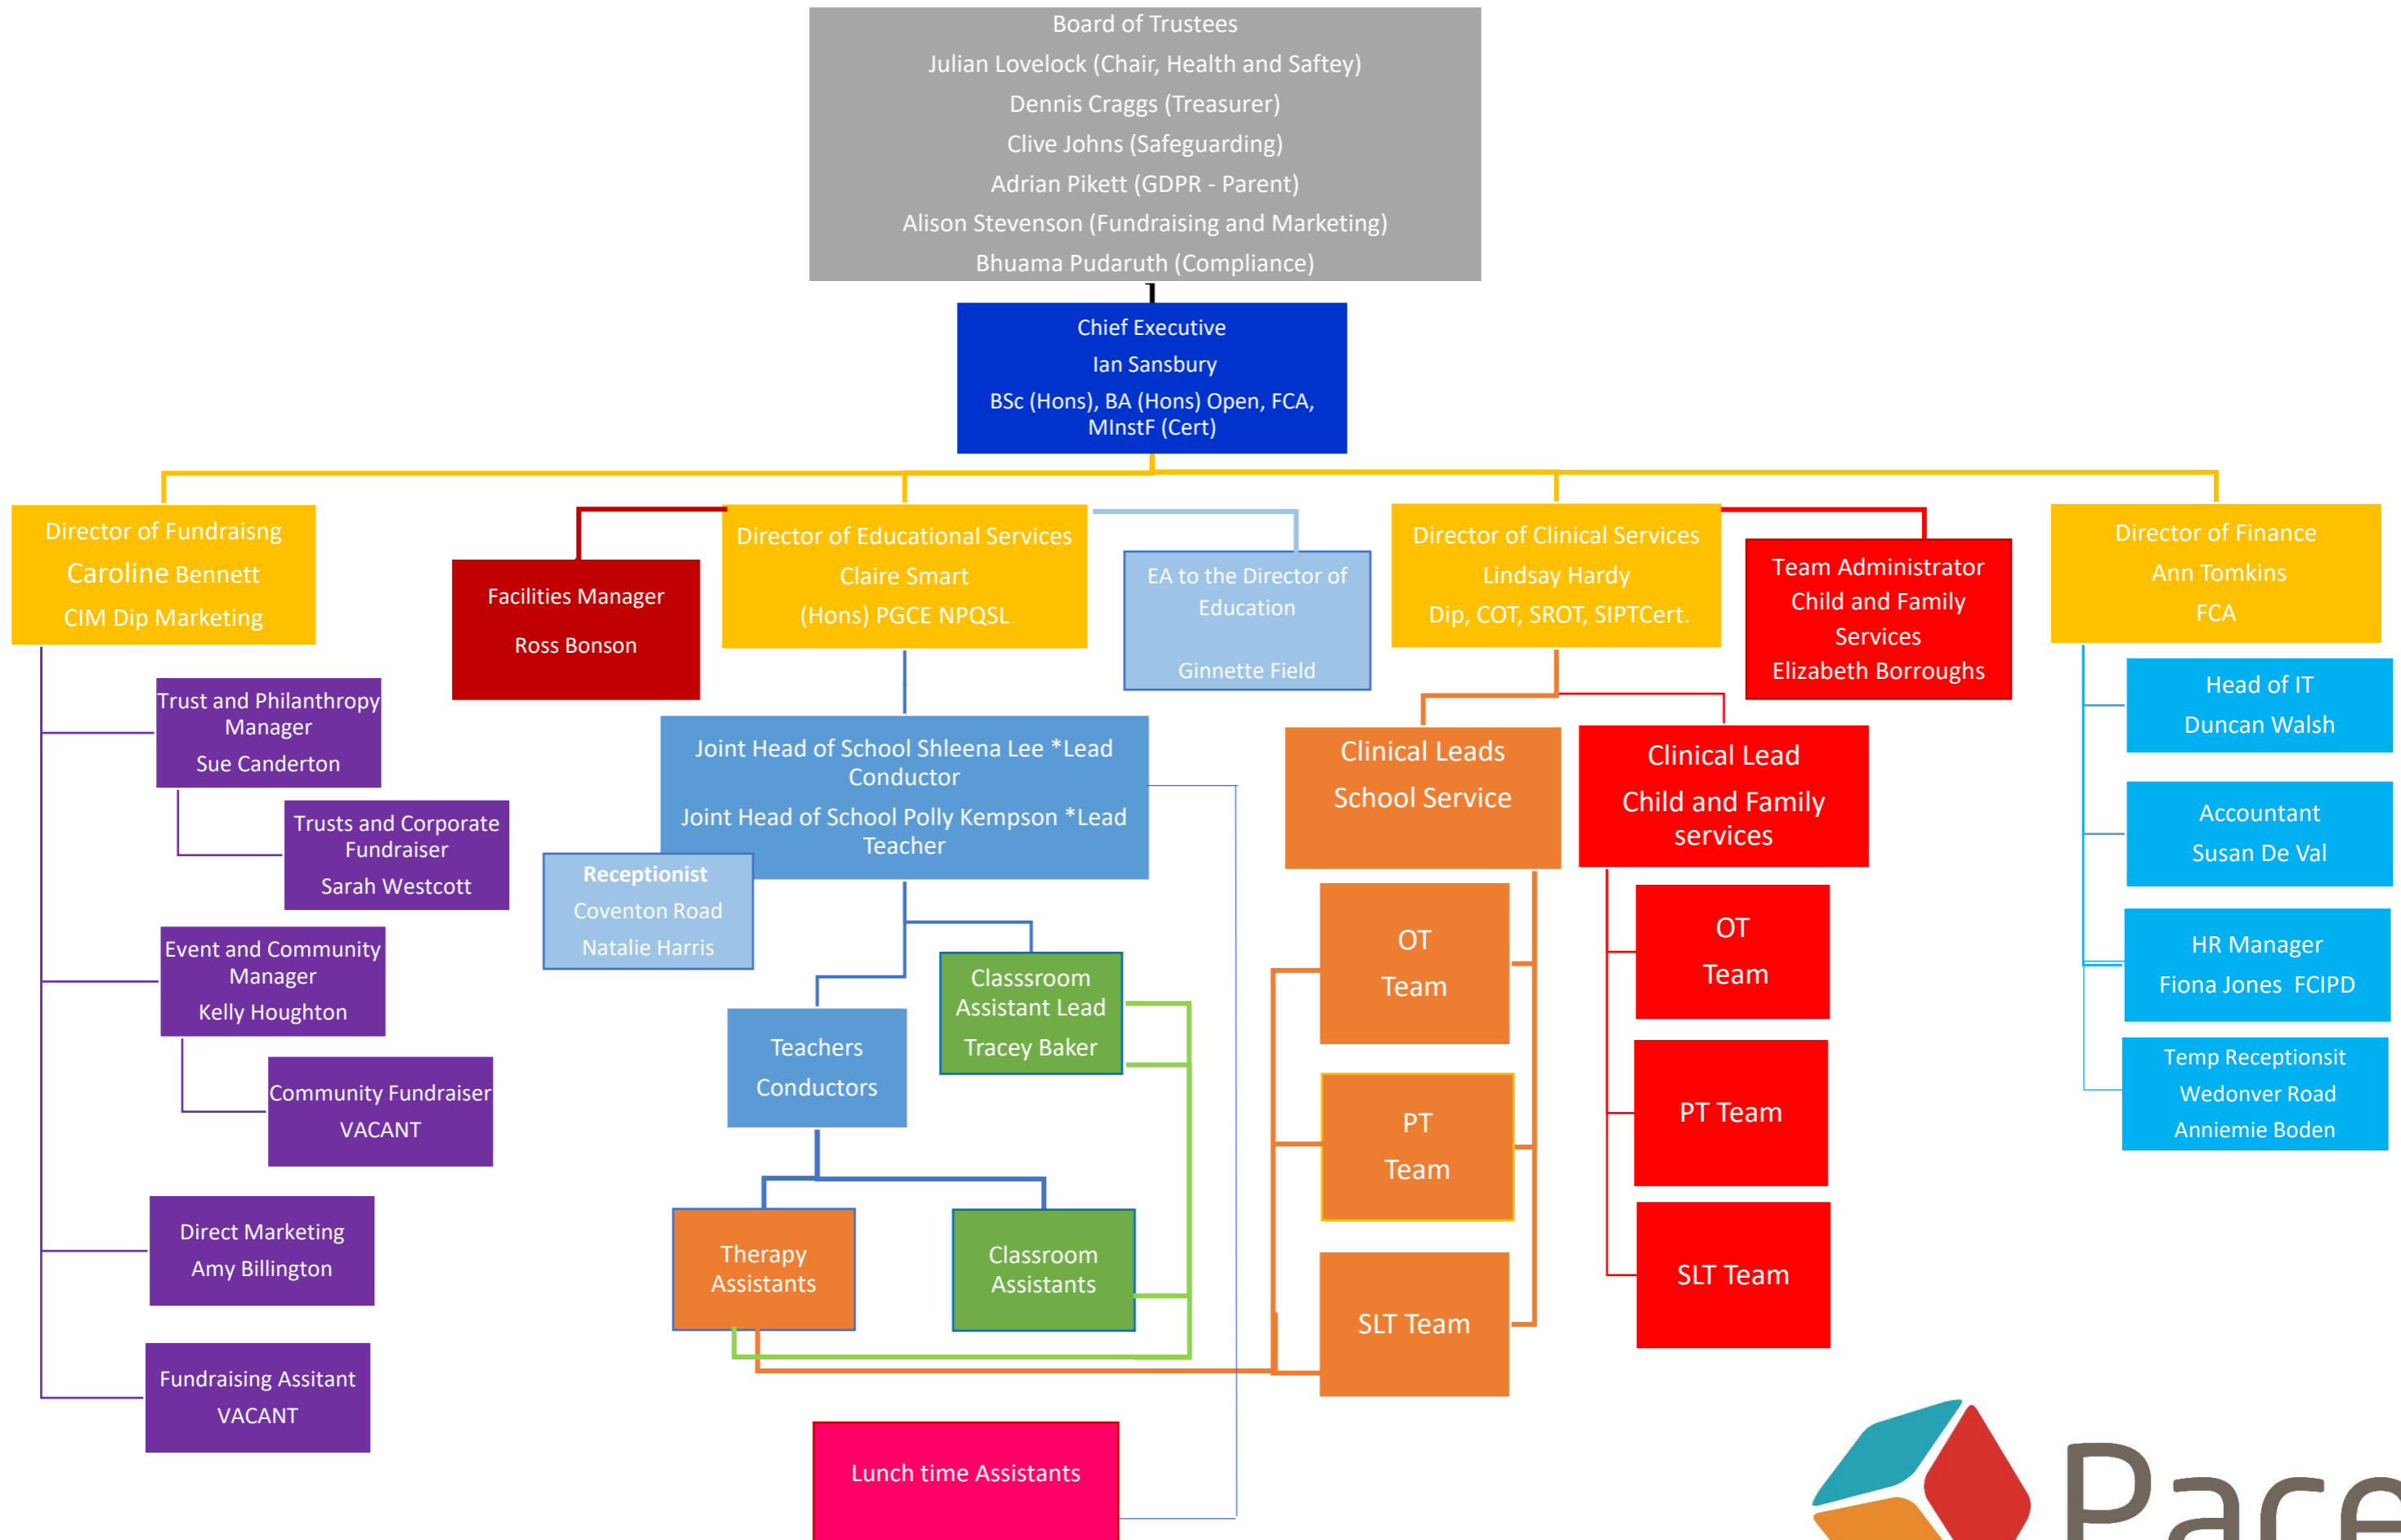 Board of Trustees
Julian Lovelock (Chair, Health and Saftey)
Dennis Craggs (Treasurer)
Clive Johns (Safeguarding)
Adrian Pikett (GDPR - Parent)
Alison Stevenson (Fundraising and Marketing)
Bhuama Pudaruth (Compliance)
Chief Executive
Ian Sansbury
BSc (Hons), BA (Hons) Open, FCA,
MInstF (Cert)
Director of Fundraisng
Caroline Bennett
CIM Dip Marketing
Trust and Philanthropy
Manager
Sue Canderton
Trusts and Corporate
Fundraiser
Sarah Westcott
Event and Community
Manager
Kelly Houghton
Community Fundraiser
VACANT
Direct Marketing
Amy Billington
Fundraising Assitant
VACANT
Facilities Manager
Ross Bonson
Director of Educational Services
Claire Smart
(Hons) PGCE NPQSL
EA to the Director of
Education
Ginnette Field
Joint Head of School Shleena Lee *Lead
Conductor
Joint Head of School Polly Kempson *Lead
Teacher
Receptionist
Coventon Road
Natalie Harris
Classsroom
Assistant Lead
Tracey Baker
Teachers
Conductors
Therapy
Assistants
Classroom
Assistants
Lunch time Assistants
Director of Clinical Services
Lindsay Hardy
Dip, COT, SROT, SIPTCert.
Team Administrator
Child and Family
Services
Elizabeth Borroughs
Clinical Leads
School Service
OT
Team
PT
Team
SLT Team
Clinical Lead
Child and Family
services
OT
Team
PT Team
SLT Team
Director of Finance
Ann Tomkins
FCA
Head of IT
Duncan Walsh
Accountant
Susan De Val
HR Manager
Fiona Jones  FCIPD
Temp Receptionsit
Wedonver Road
Anniemie Boden
Pace